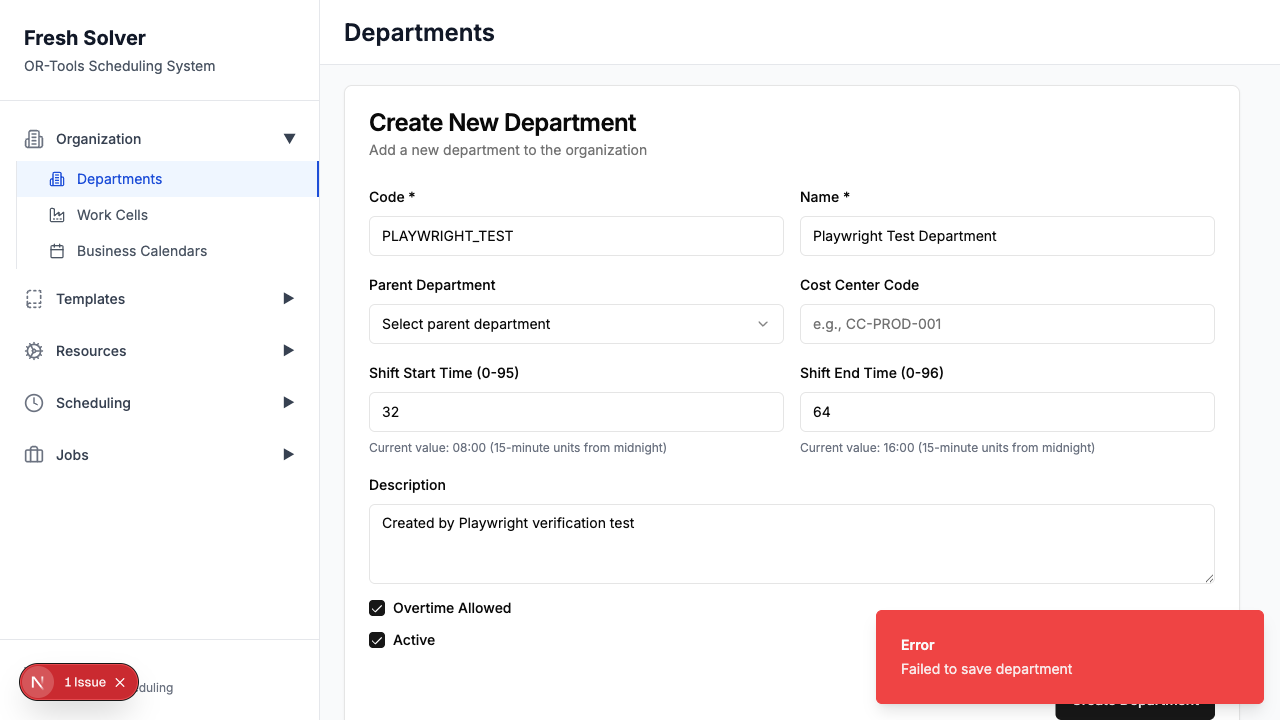 Fresh Solver
OR-Tools Scheduling System
Organization
Departments
Work Cells
Business Calendars
Templates
Resources
Scheduling
Jobs
1 Issue
duling
Departments
Create New Department
Add a new department to the organization
Code *
Name *
PLAYWRIGHT_TEST
Playwright Test Department
Parent Department
Cost Center Code
Select parent department
e.g., CC-PROD-001
Shift Start Time (0-95)
Shift End Time (0-96)
32
64
Current value: 08:00 (15-minute units from midnight)
Current value: 16:00 (15-minute units from midnight)
Description
Created by Playwright verification test
Overtime Allowed
Active
Error
Failed to save department